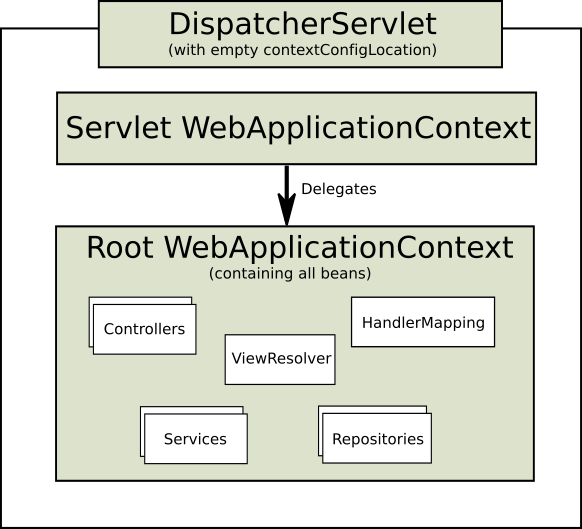 DispatcherServlet
(with empty contextConfigLocation)
Servlet WebApplicationContext
Delegates
Root WebApplicationContext
(containing all beans)
Controllers
HandlerMapping
ViewResolver
Services
Repositories